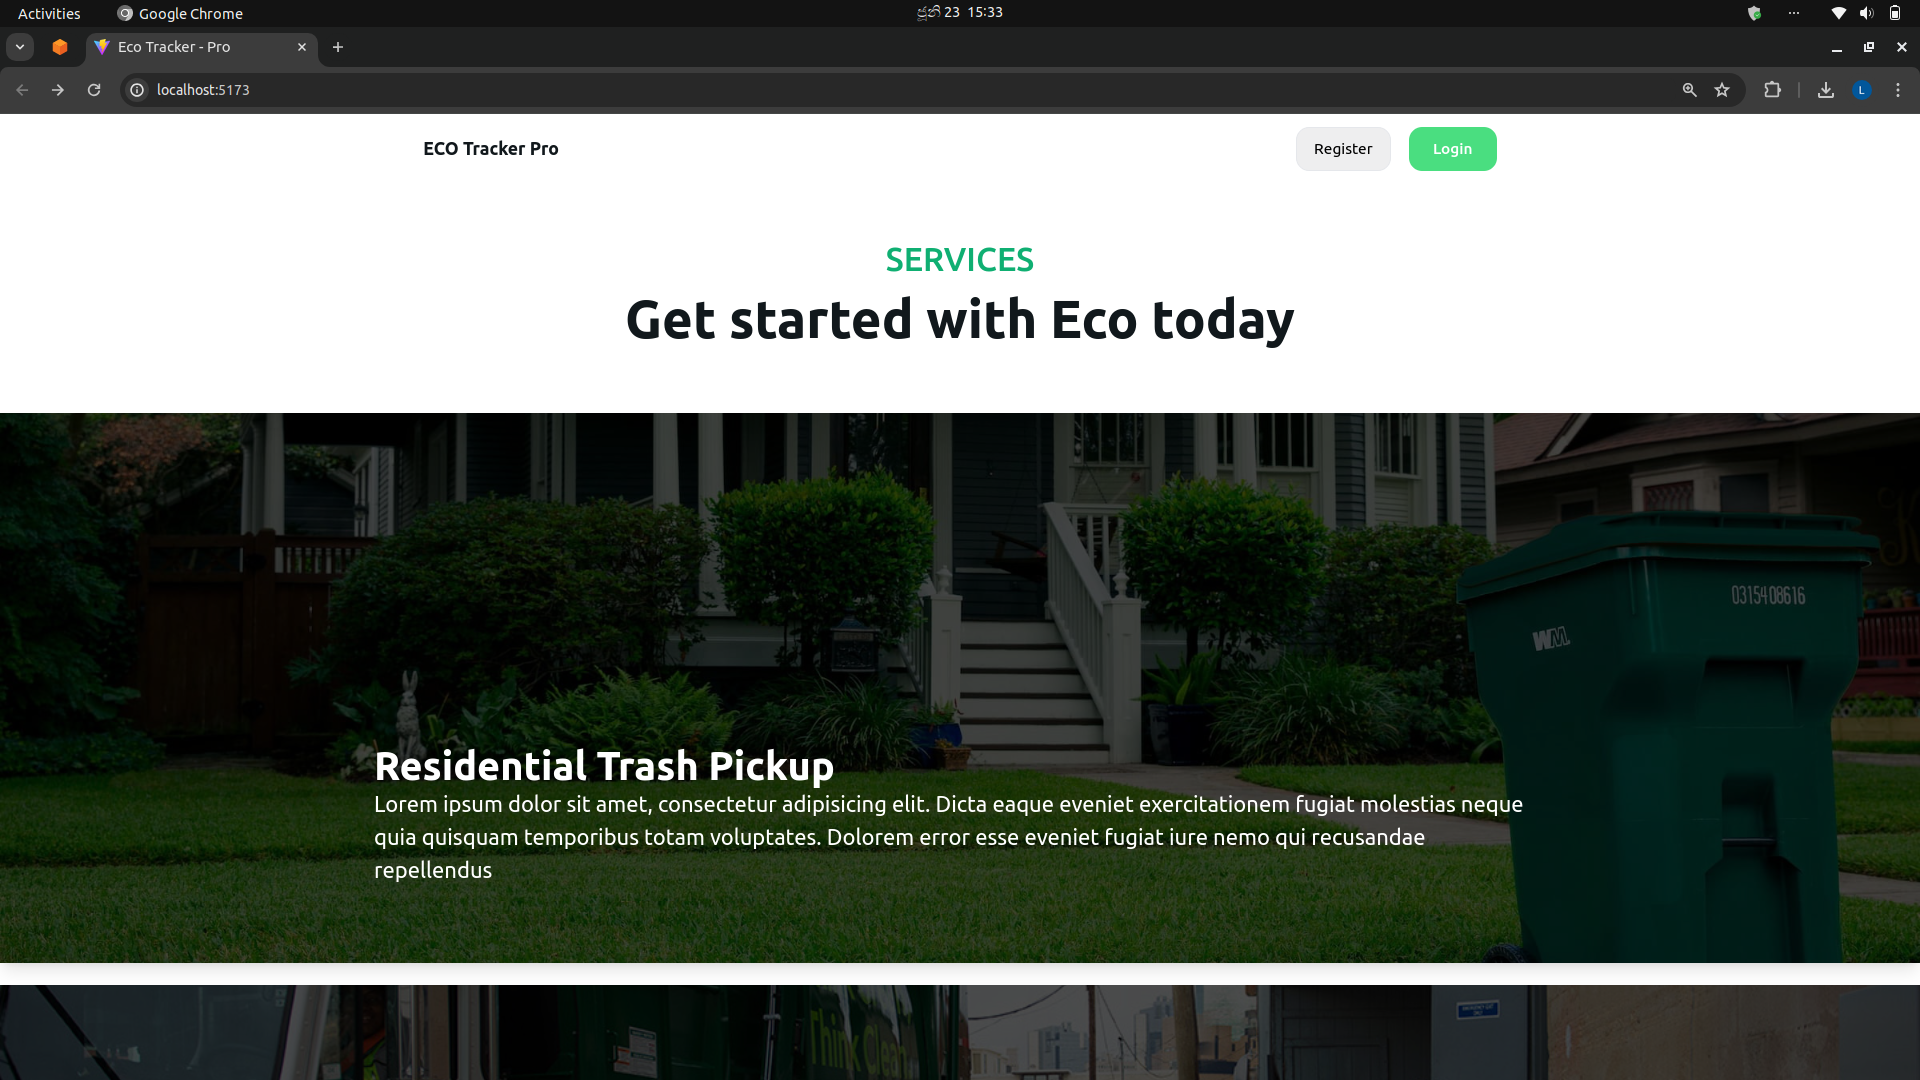 Activities
Google Chrome
ජූනි 23 15:33
Eco Tracker - Pro
localhost:5173
L
ECO Tracker Pro
Register
Login
SERVICES
Get started with Eco today
03154 08616
WM
Residential Trash Pickup
Lorem ipsum dolor sit amet, consectetur adipisicing elit. Dicta eaque eveniet exercitationem fugiat molestias neque
quia quisquam temporibus totam voluptates. Dolorem error esse eveniet fugiat iure nemo qui recusandae
repellendus
Think Clean